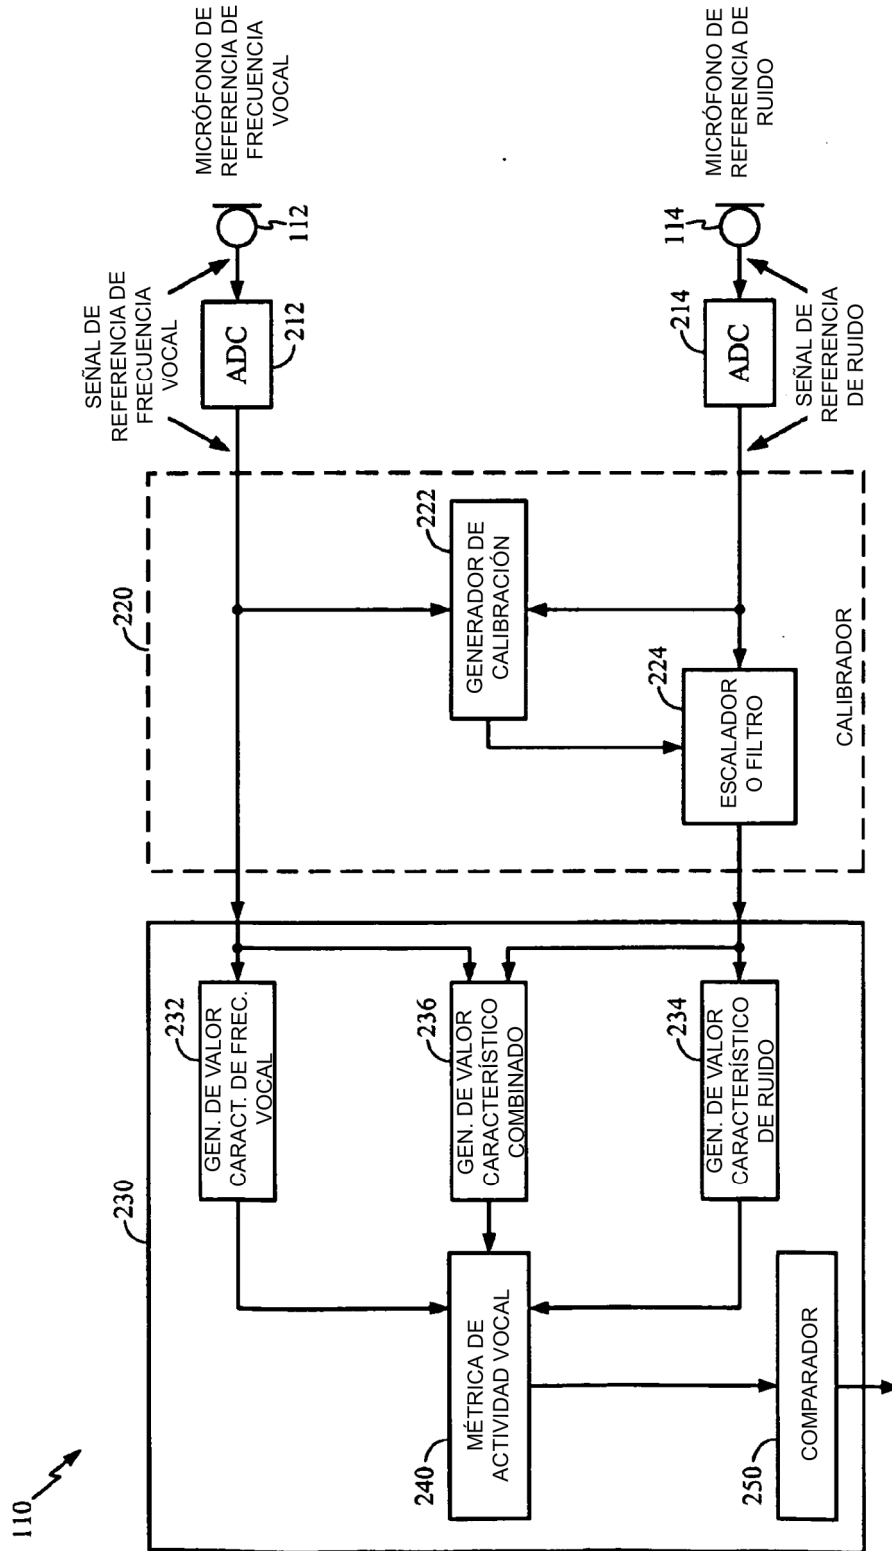 110
230
232
GEN. DE VALOR
CARACT. DE FREC.
VOCAL
236
GEN. DE VALOR
CARACTERÍSTICO
COMBINADO
234
GEN. DE VALOR
CARACTERÍSTICO
DE RUIDO
MÉTRICA DE
ACTIVIDAD VOCAL
240
COMPARADOR
250
220
222
GENERADOR DE
CALIBRACIÓN
224
ESCALADOR
O FILTRO
CALIBRADOR
SEÑAL DE
REFERENCIA DE
FRECUENCIA
VOCAL
ADC
212
112
MICRÓFONO DE
REFERENCIA DE
FRECUENCIA
VOCAL
214
ADC
SEÑAL DE
REFERENCIA
DE RUIDO
114
MICRÓFONO DE
REFERENCIA DE
RUIDO